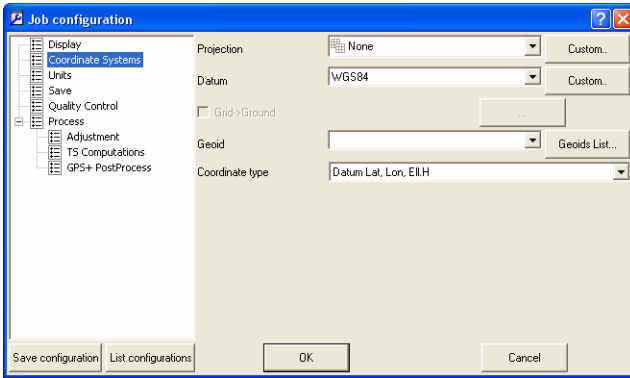 Job configuration
Display
Coordinate Systems
Units
Save
Quality Control
Process
Adjustment
TS Computations
GPS+ PostProcess
Projection
None
Custom..
Datum
WGS84
Custom..
Grid->Ground
...
Geoid
Geoids List...
Coordinate type
Datum Lat, Lon, Ell.H
Save configuration
List configurations
OK
Cancel